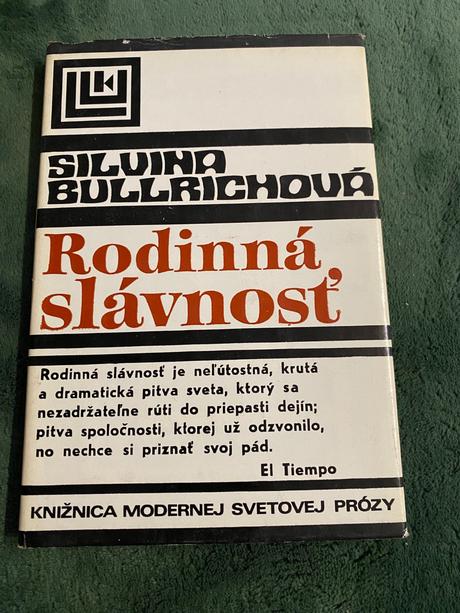 SILVINA
BULLRICHOVÁ
Rodinná
slávnosť
Rodinná slávnosť je neľútostná, krutá
a dramatická pitva sveta, ktorý sa
nezadržateľne rúti do priepasti dejín;
pitva spoločnosti, ktorej už odzvonilo,
no nechce si priznať svoj pád.
El Tiempo
KNIŽNICA MODERNEJ SVETOVEJ PRÓZY